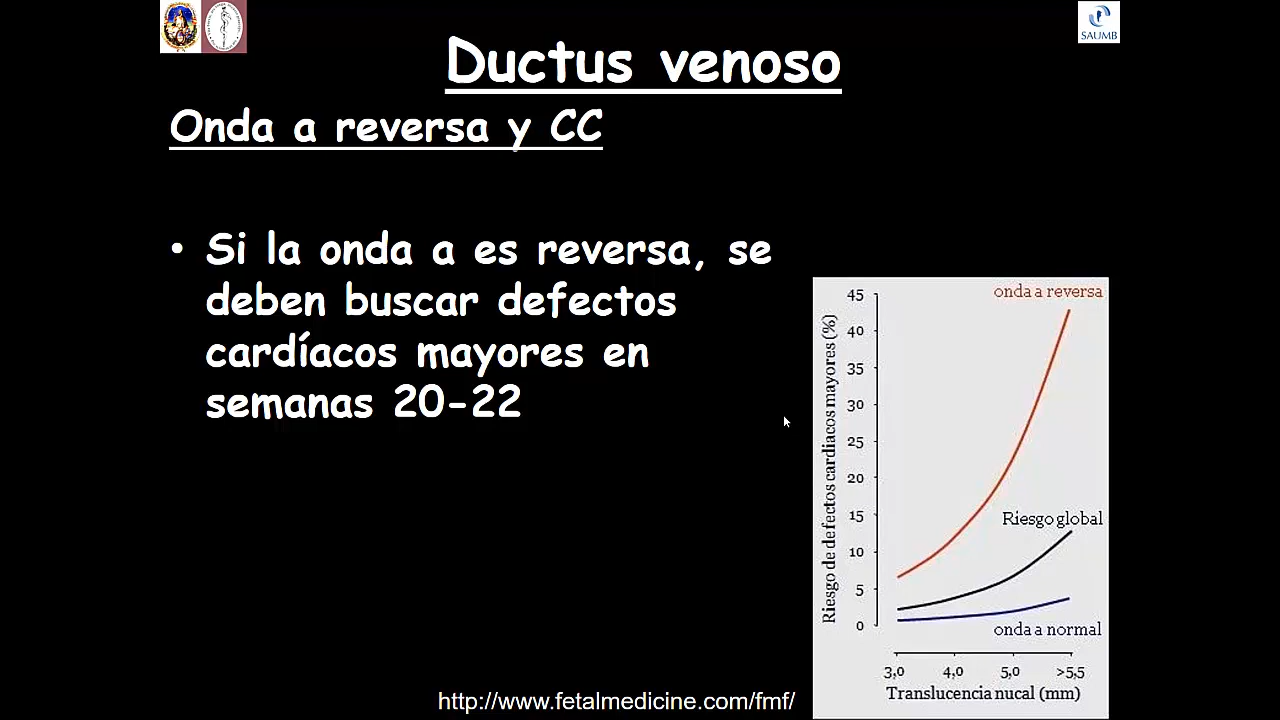 SAUMB
Ductus venoso
Onda a reversa y CC
• Si la onda a es reversa, se
deben buscar defectos
cardíacos mayores en
semanas 20-22
onda a reversa
Riesgo global
onda a normal
Riesgo de defectos cardiacos mayores (%)
45
40
35
30
25
20
15
10
5
0
3,0 4,0 5,0 >5,5
Translucencia nucal (mm)
http://www.fetalmedicine.com/fmf/